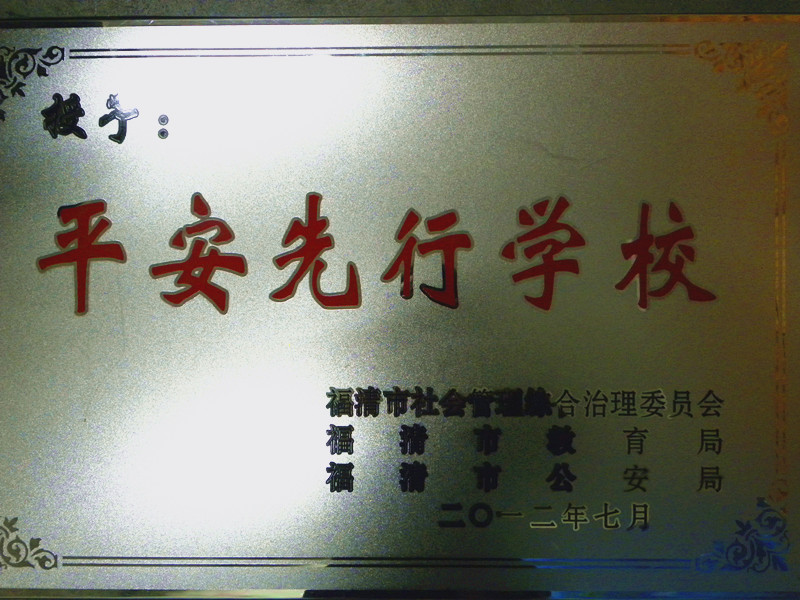 授予：
平安先行学校
福清市社会管理综合治理委员会
福清市教育局
福清市公安局
二〇一二年七月